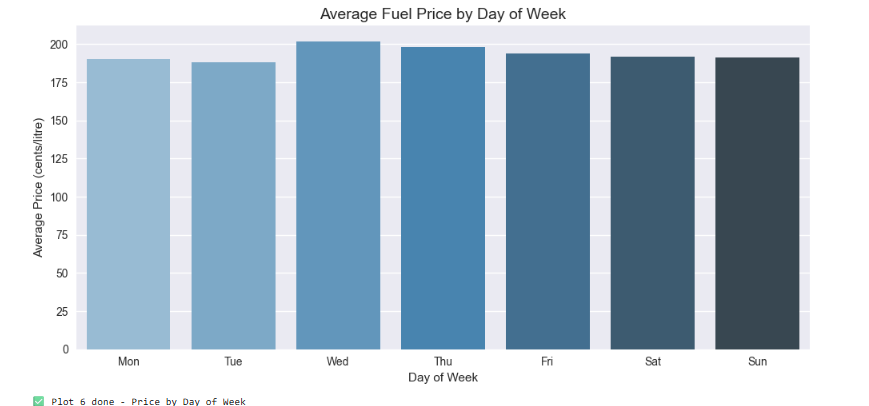 Average Fuel Price by Day of Week
Average Price (cents/litre)
200
175
150
125
100
75
50
25
0
Mon Tue Wed Thu Fri Sat Sun
Day of Week
✅ Plot 6 done - Price by Day of Week